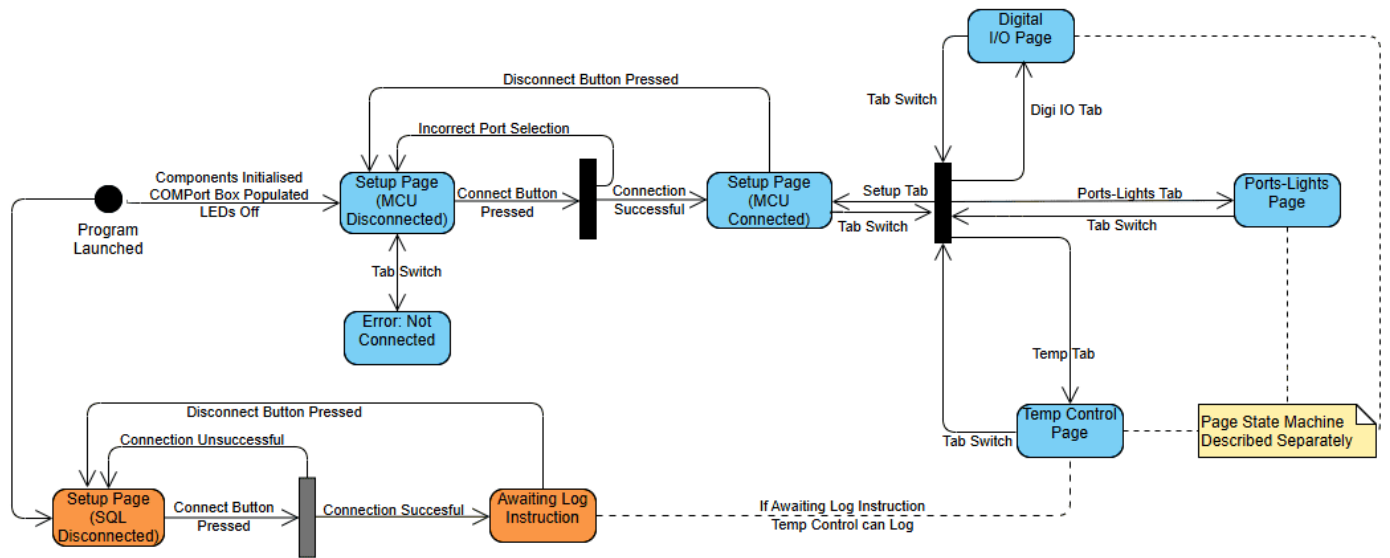 Digital
I/O Page
Disconnect Button Pressed
Tab Switch
Digi IO Tab
Incorrect Port Selection
Components Initialised
COMPort Box Populated
LEDs Off
Program
Launched
Setup Page
(MCU
Disconnected)
Connect Button
Pressed
Connection
Successful
Setup Page
(MCU
Connected)
Setup Tab
Tab Switch
Ports-Lights Tab
Tab Switch
Ports-Lights
Page
Tab Switch
Error: Not
Connected
Temp Tab
Tab Switch
Temp Control
Page
Page State Machine
Described Separately
Disconnect Button Pressed
Connection Unsuccessful
Setup Page
(SQL
Disconnected)
Connect Button
Pressed
Connection Succesful
Awaiting Log
Instruction
If Awaiting Log Instruction
Temp Control can Log